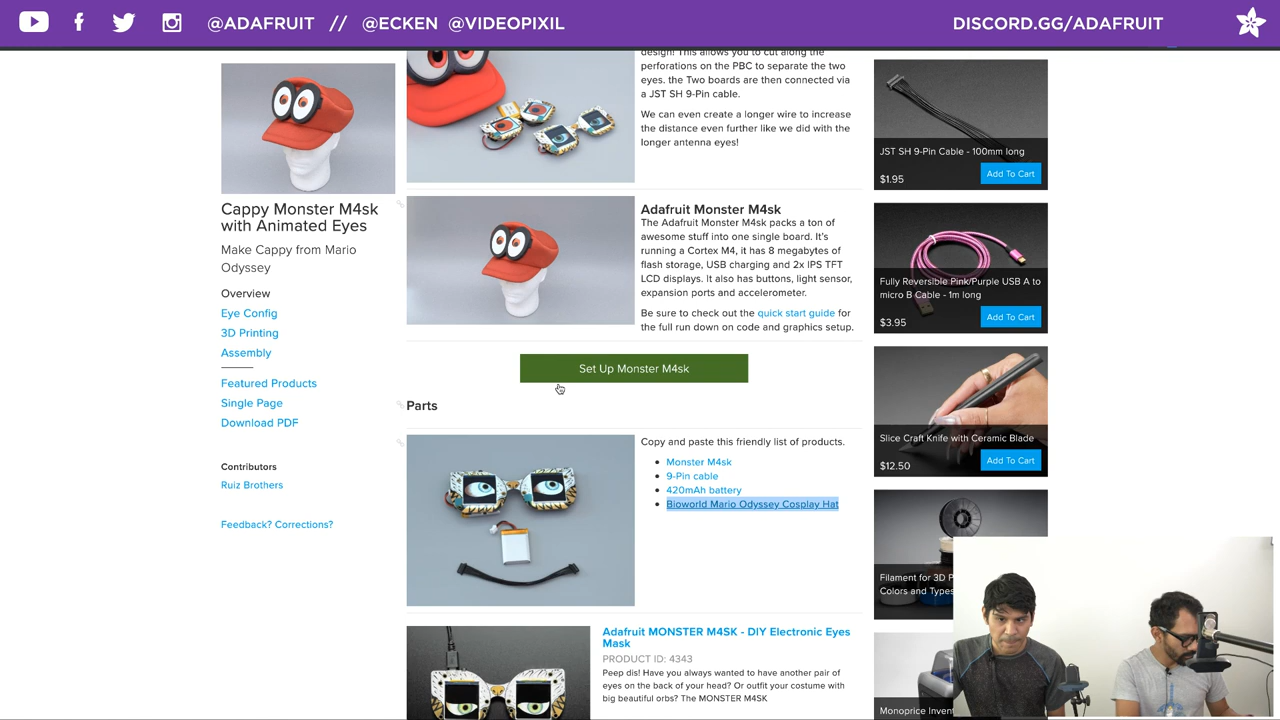 @ADAFRUIT // @ECKEN @VIDEOPIXIL
DISCORD.GG/ADAFRUIT
Cappy Monster M4sk
with Animated Eyes
Make Cappy from Mario
Odyssey
Overview
Eye Config
3D Printing
Assembly
Featured Products
Single Page
Download PDF
Contributors
Ruiz Brothers
Feedback? Corrections?
design! This allows you to cut along the
perforations on the PBC to separate the two
eyes. the Two boards are then connected via
a JST SH 9-Pin cable.
We can even create a longer wire to increase
the distance even further like we did with the
longer antenna eyes!
Adafruit Monster M4sk
The Adafruit Monster M4sk packs a ton of
awesome stuff into one single board. It's
running a Cortex M4, it has 8 megabytes of
flash storage, USB charging and 2x IPS TFT
LCD displays. It also has buttons, light sensor,
expansion ports and accelerometer.
Be sure to check out the quick start guide for
the full run down on code and graphics setup.
Set Up Monster M4sk
Parts
Copy and paste this friendly list of products.
Monster M4sk
9-Pin cable
420mAh battery
Bioworld Mario Odyssey Cosplay Hat
Adafruit MONSTER M4SK - DIY Electronic Eyes
Mask
PRODUCT ID: 4343
Peep dis! Have you always wanted to have another pair of
eyes on the back of your head? Or outfit your costume with
big beautiful orbs? The MONSTER M4SK
JST SH 9-Pin Cable - 100mm long
$1.95
Add To Cart
Fully Reversible Pink/Purple USB A to
micro B Cable - 1m long
$3.95
Add To Cart
Slice Craft Knife with Ceramic Blade
$12.50
Add To Cart
Filament for 3D P
Colors and Types
Monoprice Inven